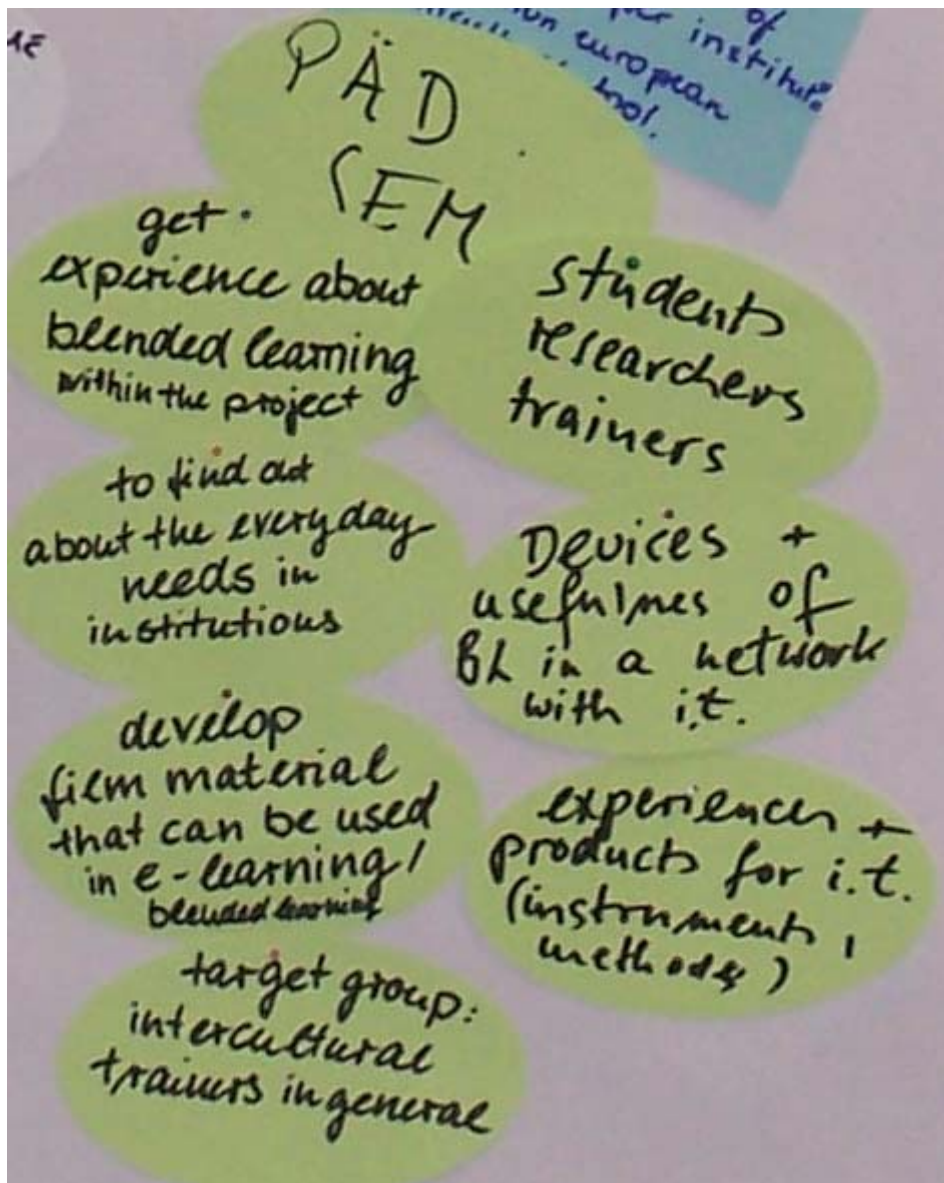 of
institute
european
PÄD
SEM
get
experience about
blended learning
within the project
to find out
about the everyday
needs in
institutions
develop
film material
that can be used
in e-learning/
blended learning
target group:
intercultural
trainers in general
students
researchers
trainers
Devices +
usefulnes of
BL in a network
with i.t.
experiences +
products for i.t.
(instruments,
methods)